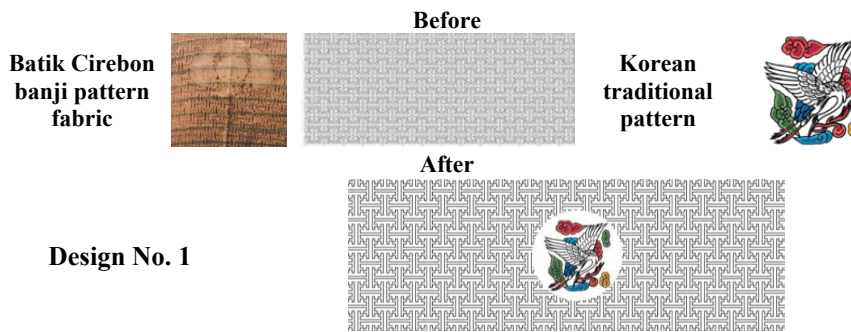 Before
Batik Cirebon
banji pattern
fabric
Korean
traditional
pattern
After
Design No. 1